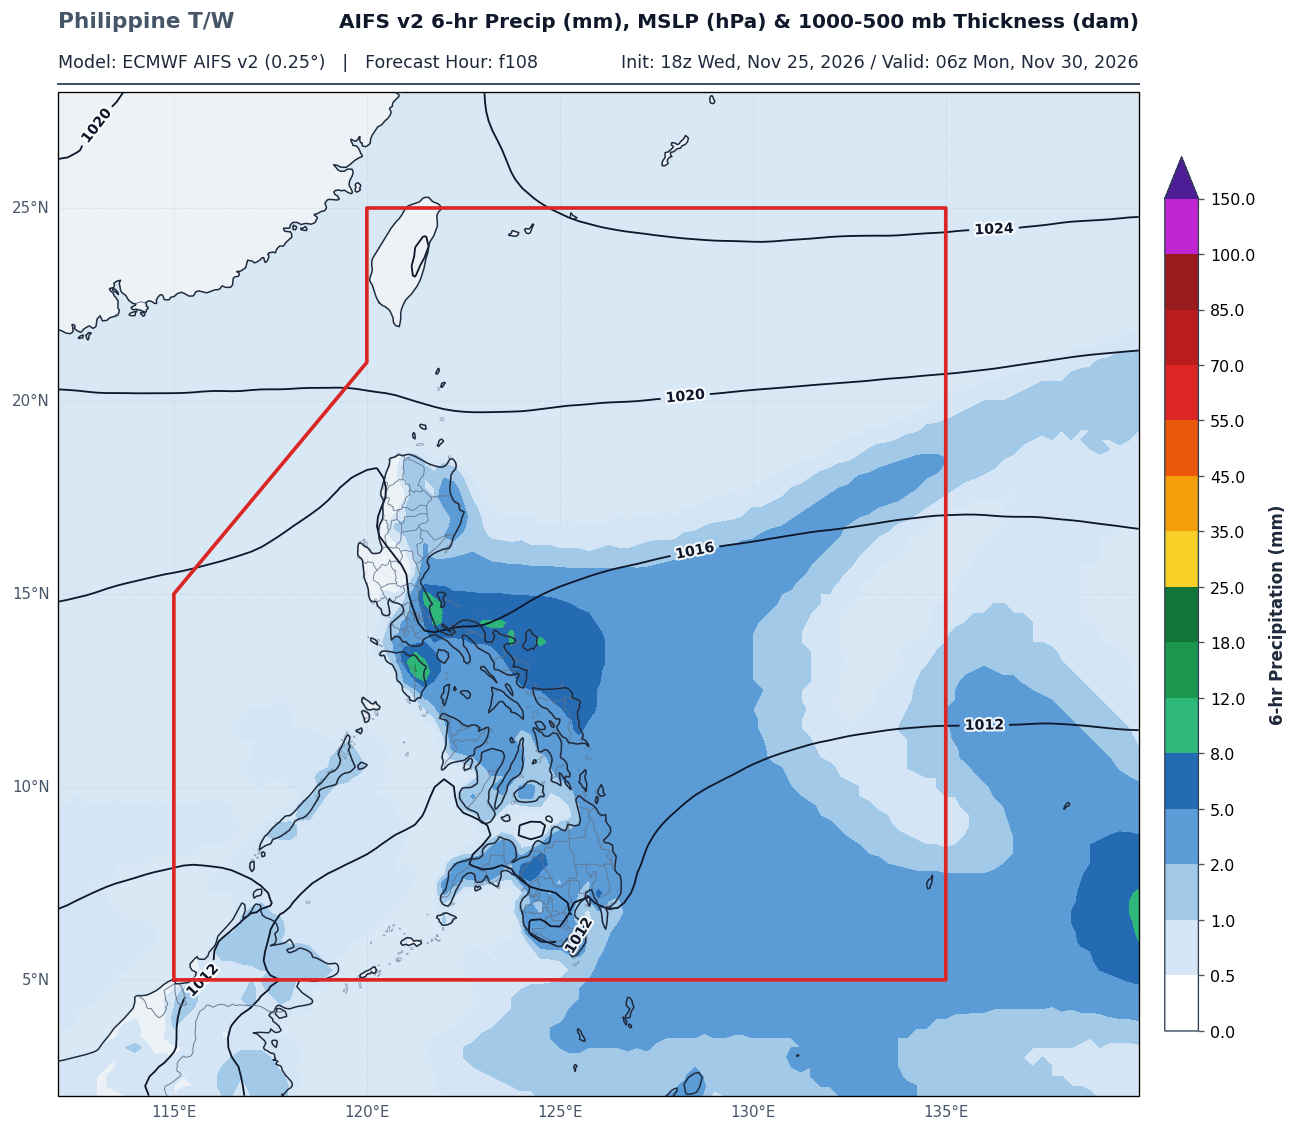 Philippine T/W
AIFS v2 6-hr Precip (mm), MSLP (hPa) & 1000-500 mb Thickness (dam)
Model: ECMWF AIFS v2 (0.25°) | Forecast Hour: f108
Init: 18z Wed, Nov 25, 2026 / Valid: 06z Mon, Nov 30, 2026
1020
1024
1020
1016
1012
1012
1012
25°N
20°N
15°N
10°N
5°N
115°E
120°E
125°E
130°E
135°E
150.0
100.0
85.0
70.0
55.0
45.0
35.0
25.0
18.0
12.0
8.0
5.0
2.0
1.0
0.5
0.0
6-hr Precipitation (mm)